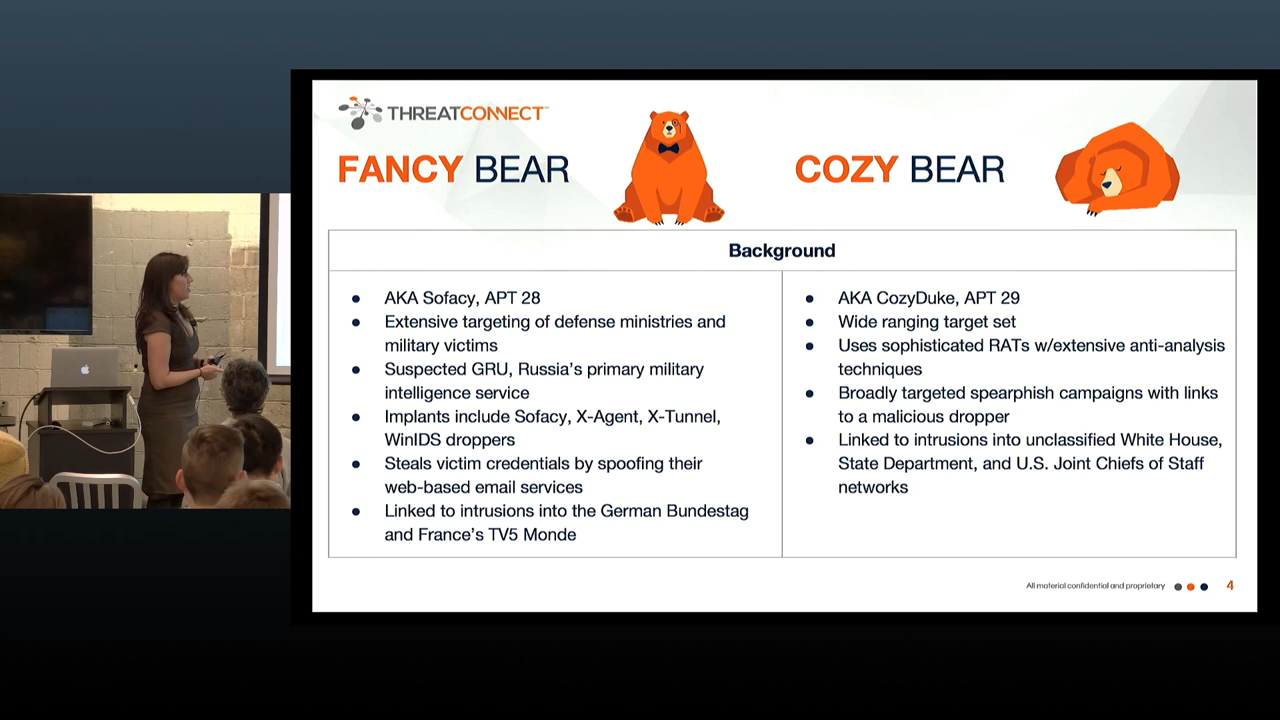 THREATCONNECT™
FANCY BEAR
COZY BEAR
Background
● AKA Sofacy, APT 28
● Extensive targeting of defense ministries and
military victims
● Suspected GRU, Russia's primary military
intelligence service
● Implants include Sofacy, X-Agent, X-Tunnel,
WinIDS droppers
● Steals victim credentials by spoofing their
web-based email services
● Linked to intrusions into the German Bundestag
and France's TV5 Monde
● AKA CozyDuke, APT 29
● Wide ranging target set
● Uses sophisticated RATs w/extensive anti-analysis
techniques
● Broadly targeted spearphish campaigns with links
to a malicious dropper
● Linked to intrusions into unclassified White House,
State Department, and U.S. Joint Chiefs of Staff
networks
All material confidential and proprietary
4